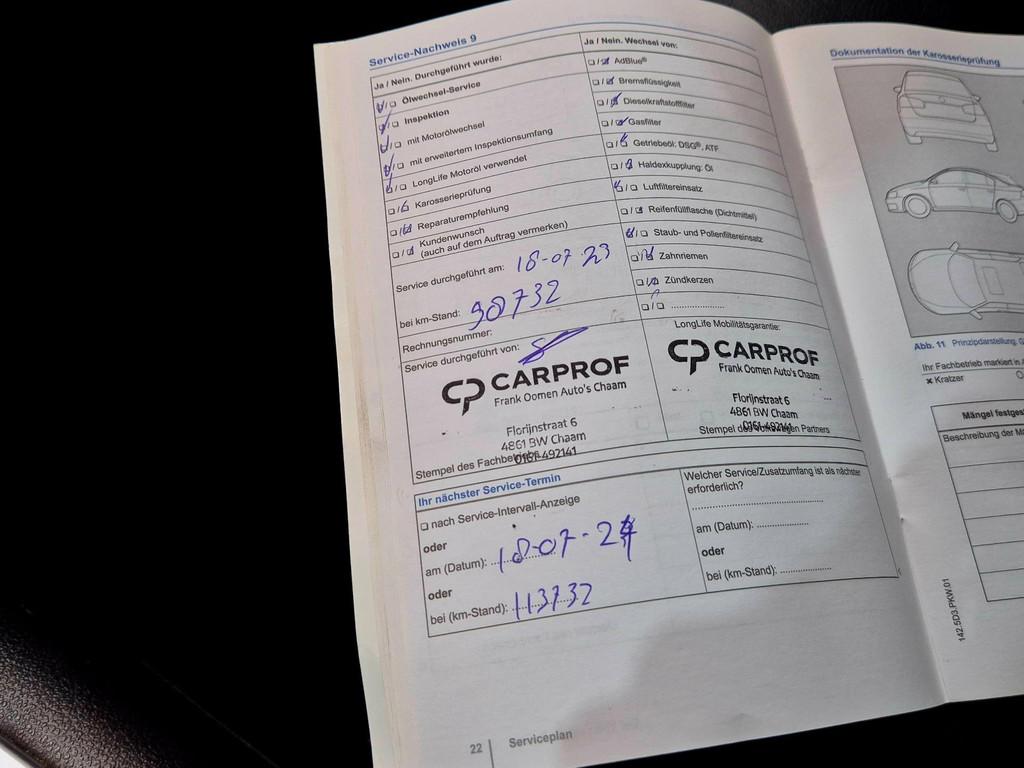 Service-Nachweis 9
Ja / Nein. Durchgeführt wurde:
Ölwechsel-Service
Inspektion
mit Motorölwechsel
mit erweitertem Inspektionsumfang
LongLife Motoröl verwendet
Karosserieprüfung
Reparaturempfehlung
Kundenwunsch
(auch auf dem Auftrag vermerken)
Service durchgeführt am: 18-07 23
bei km-Stand: 98732
Rechnungsnummer:
Service durchgeführt von:
CARPROF
Frank Oomen Auto's Chaam
Florijnstraat 6
4861 BW Chaam
0161-492141
Stempel des Fachbetriebs
Ja / Nein. Wechsel von:
AdBlue®
Bremsflüssigkeit
Dieselkraftstofffilter
Gasfilter
Getriebeöl: DSG®, ATF
Haldexkupplung: Öl
Luftfiltereinsatz
Reifenfüllflasche (Dichtmittel)
Staub- und Pollenfiltereinsatz
Zahnriemen
Zündkerzen
LongLife Mobilitätsgarantie:
CARPROF
Frank Oomen Auto's Chaam
Florijnstraat 6
4861 BW Chaam
0161-492141
Stempel des Volkswagen Partners
Ihr nächster Service-Termin
nach Service-Intervall-Anzeige
oder
am (Datum): 18-07-24
oder
bei (km-Stand): 113732
Welcher Service/Zusatzumfang ist als nächster
erforderlich?
am (Datum):
oder
bei (km-Stand):
22 Serviceplan
142.5D3.PKW.01
Dokumentation der Karosserieprüfung
Abb. 11 Prinzipdarstellung,
Ihr Fachbetrieb markiert in
× Kratzer
Mängel
Beschreibung der